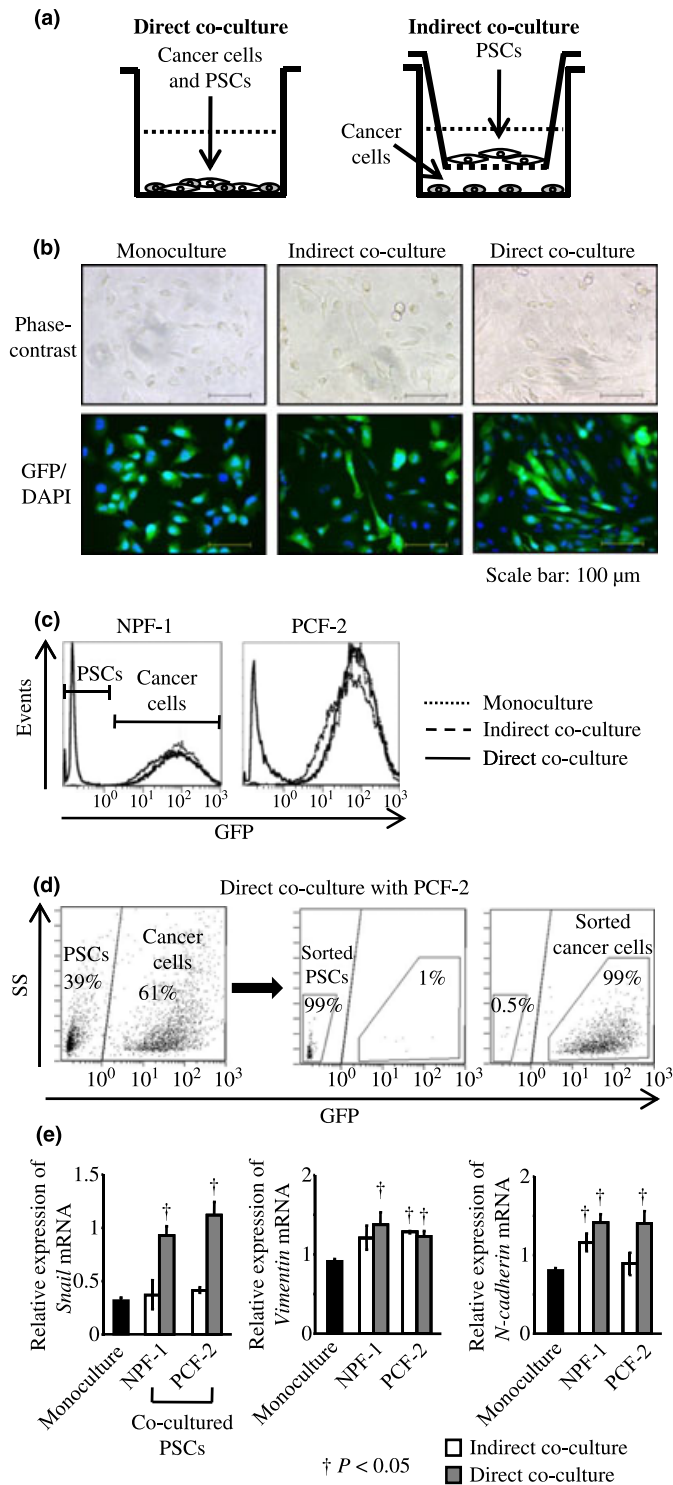 (a)
Direct co-culture
Cancer cells
and PSCs
Indirect co-culture
PSCs
Cancer
cells
(b)
Monoculture
Indirect co-culture
Direct co-culture
Phase-
contrast
GFP/
DAPI
Scale bar: 100 μm
(c)
NPF-1
PCF-2
Events
PSCs
Cancer
cells
10⁰ 10¹ 10² 10³
10⁰ 10¹ 10² 10³
GFP
Monoculture
Indirect co-culture
Direct co-culture
(d)
Direct co-culture with PCF-2
SS
PSCs
39%
Cancer
cells
61%
Sorted
PSCs
99%
1%
Sorted
cancer cells
0.5%
99%
10⁰ 10¹ 10² 10³
10⁰ 10¹ 10² 10³
10⁰ 10¹ 10² 10³
GFP
(e)
Relative expression of
Snail mRNA
1.5
1
0.5
0
† †
Monoculture
NPF-1
PCF-2
Co-cultured
PSCs
Relative expression of
Vimentin mRNA
2
1
0
† † †
Monoculture
NPF-1
PCF-2
Relative expression of
N-cadherin mRNA
2
1
0
† † †
Monoculture
NPF-1
PCF-2
† P < 0.05
Indirect co-culture
Direct co-culture